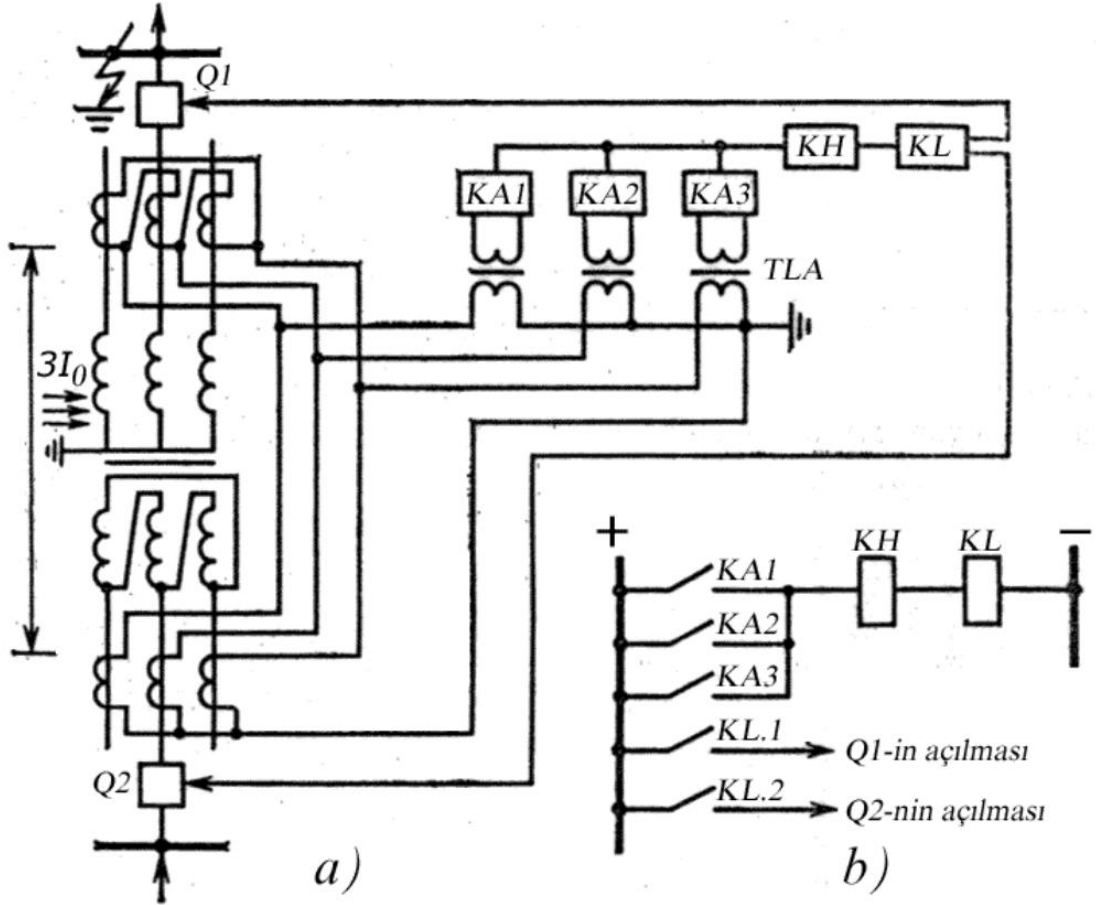 Q1
KH
KL
KA1
KA2
KA3
TLA
3I₀
+
−
KH
KL
KA1
KA2
KA3
KL.1
Q1-in açılması
Q2
KL.2
Q2-nin açılması
a)
b)